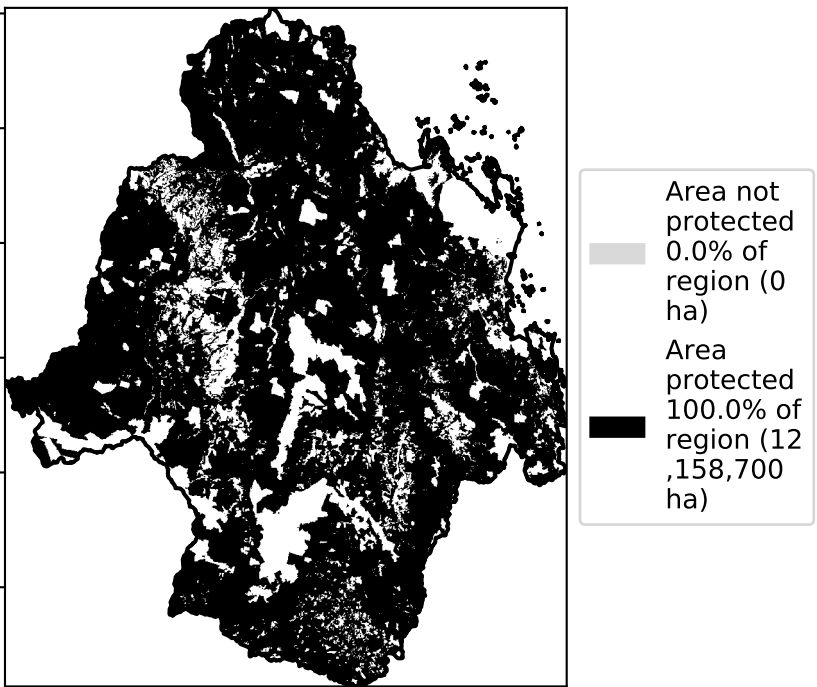 Area not
protected
0.0% of
region (0
ha)
Area
protected
100.0% of
region (12
,158,700
ha)